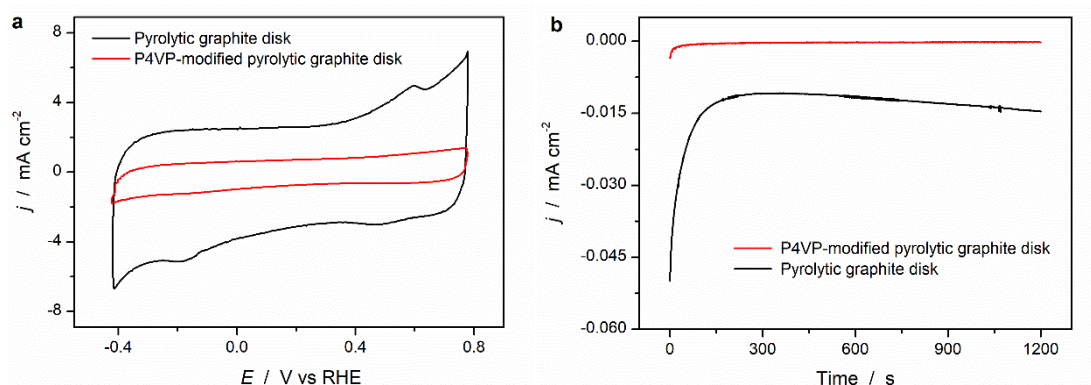 a
8
4
0
-4
-8
j / mA cm-2
Pyrolytic graphite disk
P4VP-modified pyrolytic graphite disk
-0.4
0.0
0.4
0.8
E / V vs RHE
b
0.000
-0.015
-0.030
-0.045
-0.060
j / mA cm-2
P4VP-modified pyrolytic graphite disk
Pyrolytic graphite disk
0
300
600
900
1200
Time / s